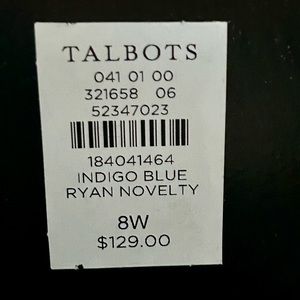 TALBOTS
041 01 00
321658 06
52347023
184041464
INDIGO BLUE
RYAN NOVELTY
8W
$129.00